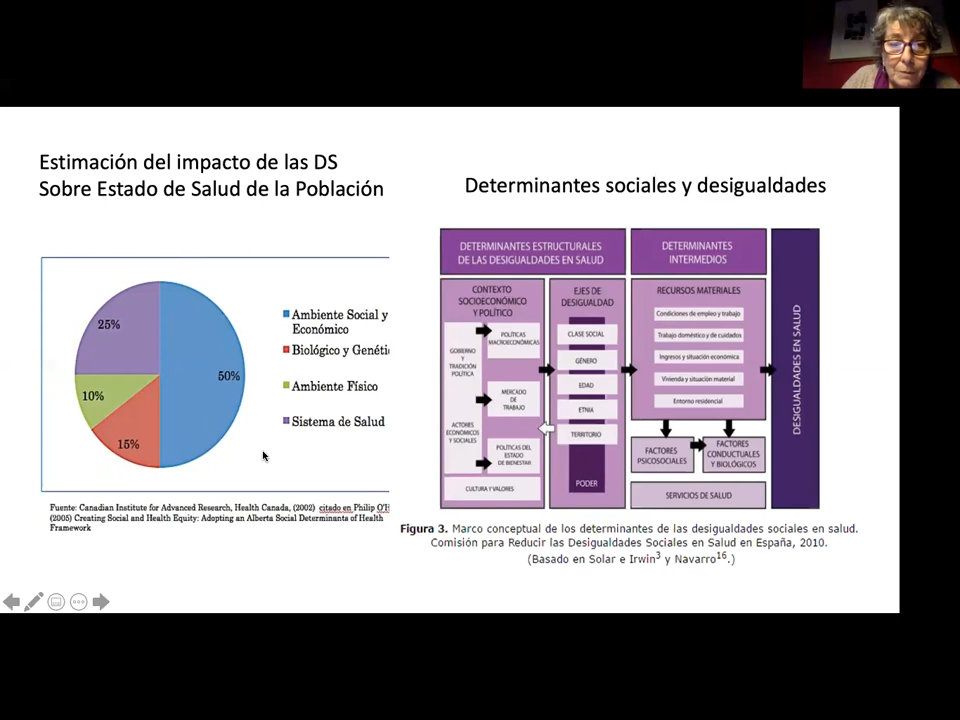 Estimación del impacto de las DS
Sobre Estado de Salud de la Población
25%
50%
10%
15%
Ambiente Social y
Económico
Biológico y Genétic
Ambiente Físico
Sistema de Salud
Fuente: Canadian Institute for Advanced Research, Health Canada, (2002) citado en Philip O'H
(2005) Creating Social and Health Equity: Adopting an Alberta Social Determinants of Health
Framework
Determinantes sociales y desigualdades
DETERMINANTES ESTRUCTURALES
DE LAS DESIGUALDADES EN SALUD
CONTEXTO
SOCIOECONÓMICO
Y POLÍTICO
GOBIERNO
Y
TRADICIÓN
POLÍTICA
ACTORES
ECONÓMICOS
Y SOCIALES
POLÍTICAS
MACROECONÓMICAS
MERCADO
DE
TRABAJO
POLÍTICAS DEL
ESTADO
DE BIENESTAR
CULTURA Y VALORES
EJES DE
DESIGUALDAD
CLASE SOCIAL
GÉNERO
EDAD
ETNIA
TERRITORIO
PODER
DETERMINANTES
INTERMEDIOS
RECURSOS MATERIALES
Condiciones de empleo y trabajo
Trabajo doméstico y de cuidados
Ingresos y situación económica
Vivienda y situación material
Entorno residencial
FACTORES
PSICOSOCIALES
FACTORES
CONDUCTUALES
Y BIOLÓGICOS
SERVICIOS DE SALUD
DESIGUALDADES EN SALUD
Figura 3. Marco conceptual de los determinantes de las desigualdades sociales en salud.
Comisión para Reducir las Desigualdades Sociales en Salud en España, 2010.
(Basado en Solar e Irwin3 y Navarro16.)